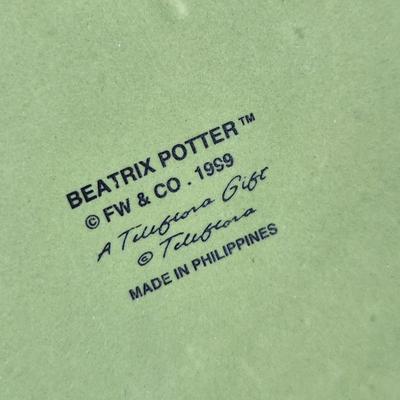 BEATRIX POTTER™
© FW & CO. 1999
A Teleflora Gift
© Teleflora
MADE IN PHILIPPINES